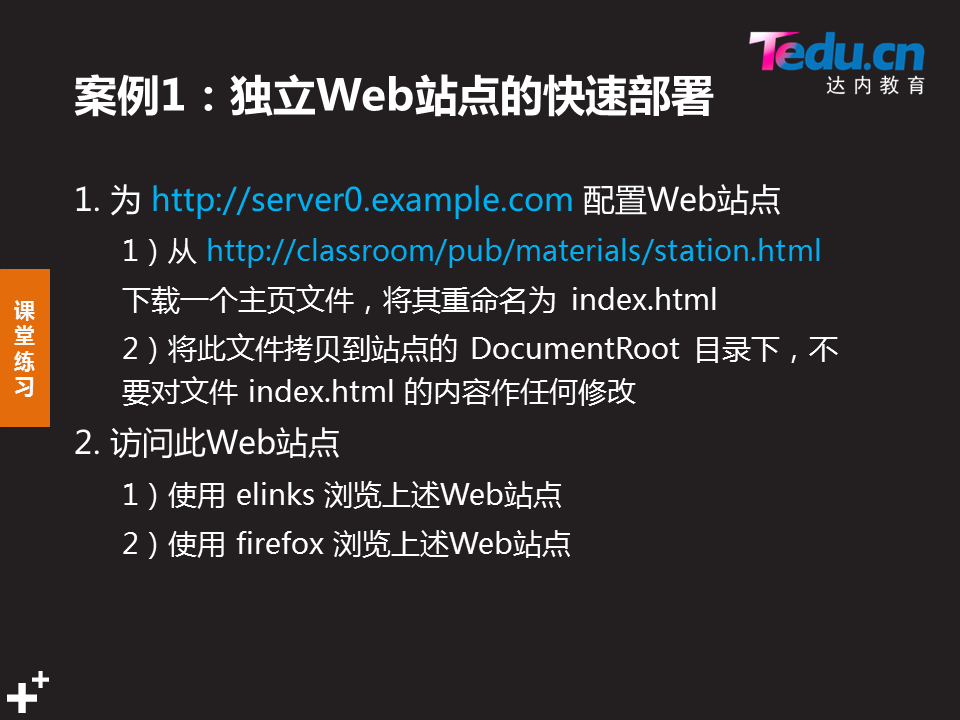 Tedu.cn
达内教育
案例1：独立Web站点的快速部署
1. 为 http://server0.example.com 配置Web站点
1）从 http://classroom/pub/materials/station.html
下载一个主页文件，将其重命名为 index.html
2）将此文件拷贝到站点的 DocumentRoot 目录下，不
要对文件 index.html 的内容作任何修改
课堂练习
2. 访问此Web站点
1）使用 elinks 浏览上述Web站点
2）使用 firefox 浏览上述Web站点